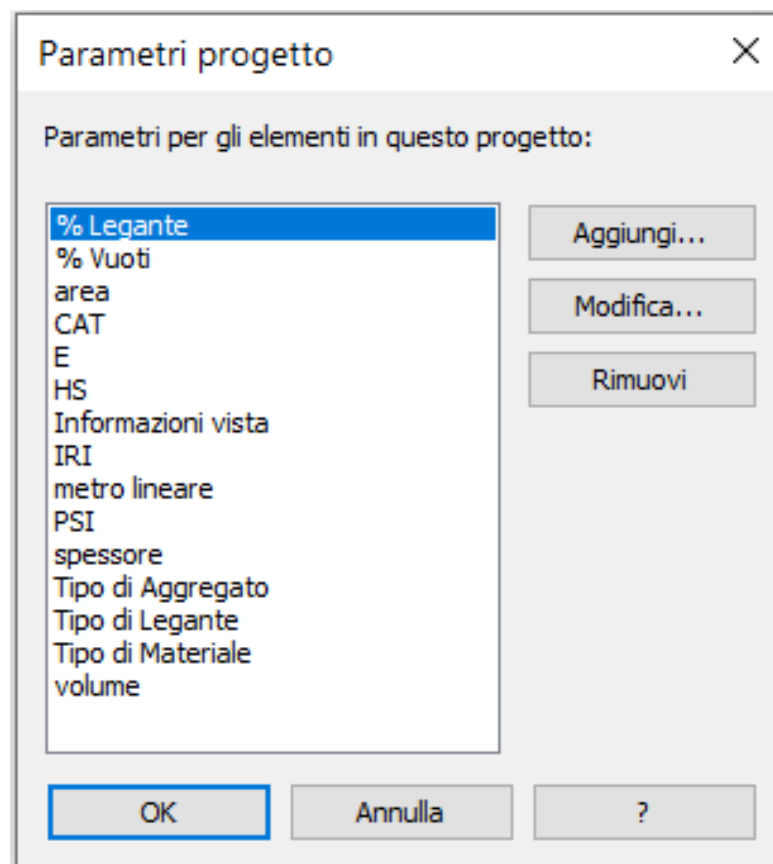 Parametri progetto
Parametri per gli elementi in questo progetto:
% Legante
% Vuoti
area
CAT
E
HS
Informazioni vista
IRI
metro lineare
PSI
spessore
Tipo di Aggregato
Tipo di Legante
Tipo di Materiale
volume
Aggiungi...
Modifica...
Rimuovi
OK
Annulla
?